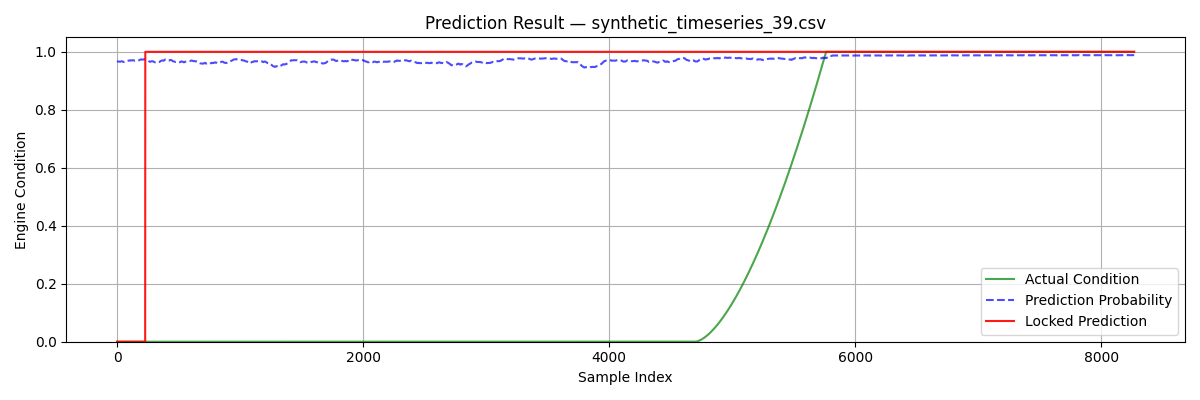 Prediction Result — synthetic_timeseries_39.csv
Engine Condition
1.0
0.8
0.6
0.4
0.2
0.0
0 2000 4000 6000 8000
Sample Index
Actual Condition
Prediction Probability
Locked Prediction